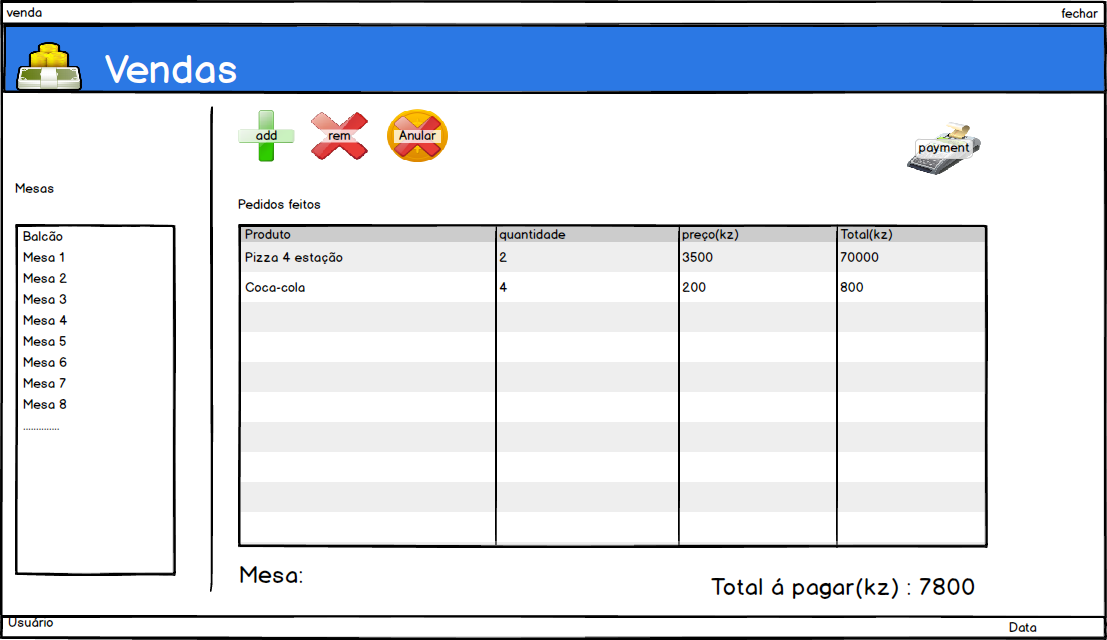 venda
fechar
Vendas
add
rem
Anular
payment
Mesas
Pedidos feitos
Balcão
Mesa 1
Mesa 2
Mesa 3
Mesa 4
Mesa 5
Mesa 6
Mesa 7
Mesa 8
..............
Produto quantidade preço(kz) Total(kz)
Pizza 4 estação 2 3500 70000
Coca-cola 4 200 800
Mesa:
Total á pagar(kz) : 7800
Usuário
Data